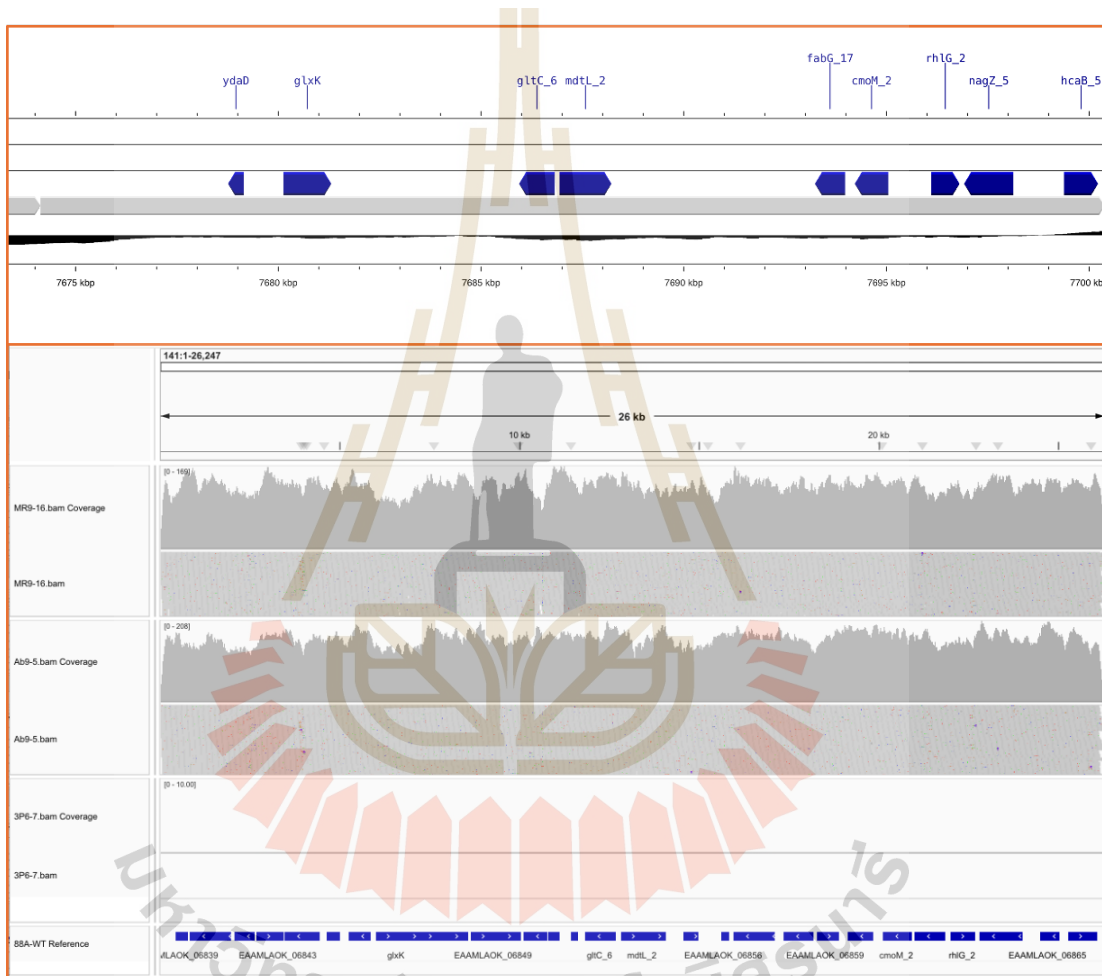 fabG_17 rhlG_2
ydaD glxK gltC_6 mdtL_2 cmoM_2 nagZ_5 hcaB_5
7675 kbp 7680 kbp 7685 kbp 7690 kbp 7695 kbp 7700 kb
141:1-26,247
26 kb
10 kb 20 kb
[0 - 169]
MR9-16.bam Coverage
MR9-16.bam
[0 - 208]
Ab9-5.bam Coverage
Ab9-5.bam
[0 - 10.00]
3P6-7.bam Coverage
3P6-7.bam
88A-WT Reference
MLAOK_06839 EAAMLAOK_06843 glxK EAAMLAOK_06849 gltC_6 mdtL_2 EAAMLAOK_06856 EAAMLAOK_06859 cmoM_2 rhlG_2 EAAMLAOK_06865